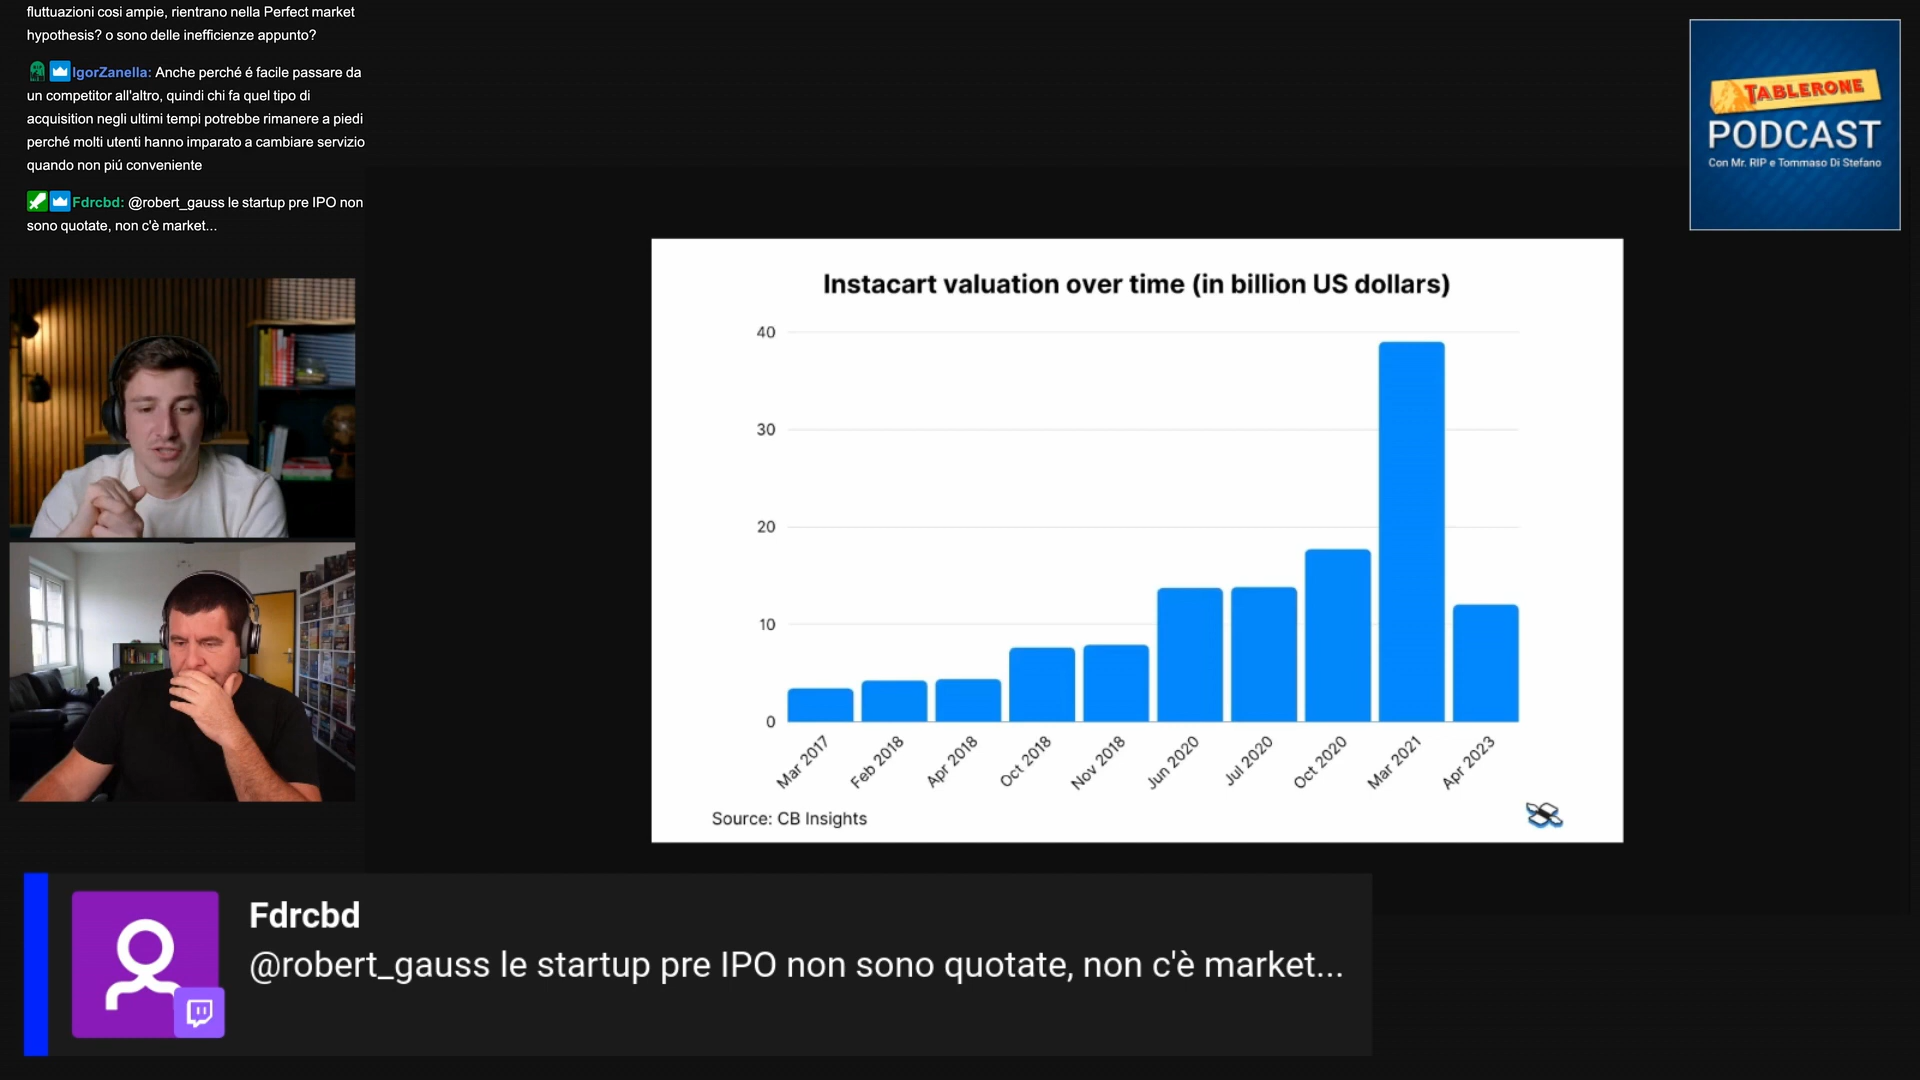 fluttuazioni cosi ampie, rientrano nella Perfect market
hypothesis? o sono delle inefficienze appunto?
IgorZanella: Anche perché é facile passare da
un competitor all'altro, quindi chi fa quel tipo di
acquisition negli ultimi tempi potrebbe rimanere a piedi
perché molti utenti hanno imparato a cambiare servizio
quando non piú conveniente
Fdrcbd: @robert_gauss le startup pre IPO non
sono quotate, non c'è market...
TABLERONE
PODCAST
Con Mr. RIP e Tommaso Di Stefano
Instacart valuation over time (in billion US dollars)
40
30
20
10
0
Mar 2017
Feb 2018
Apr 2018
Oct 2018
Nov 2018
Jun 2020
Jul 2020
Oct 2020
Mar 2021
Apr 2023
Source: CB Insights
Fdrcbd
@robert_gauss le startup pre IPO non sono quotate, non c'è market...